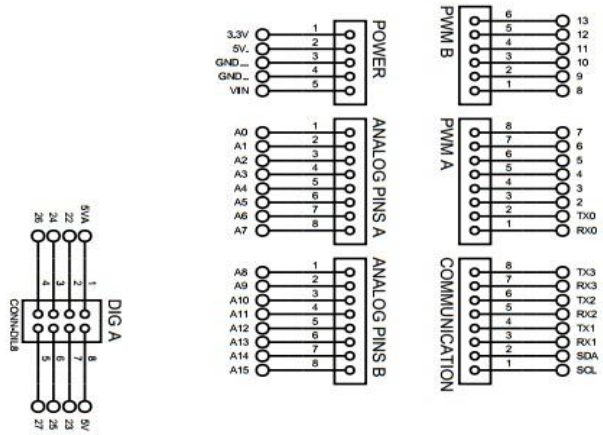 POWER
3.3V 1
5V_ 2
GND__ 3
GND_ 4
VIIN 5
PWM B
6 13
5 12
4 11
3 10
2 9
1 8
ANALOG PINS A
A0 1
A1 2
A2 3
A3 4
A4 5
A5 6
A6 7
A7 8
PWM A
8 7
7 6
6 5
5 4
4 3
3 2
2 TX0
1 RX0
ANALOG PINS B
A8 1
A9 2
A10 3
A11 4
A12 5
A13 6
A14 7
A15 8
COMMUNICATION
8 TX3
7 RX3
6 TX2
5 RX2
4 TX1
3 RX1
2 SDA
1 SCL
DIG A
5VA 1 8 5V
22 2 7 23
24 3 6 25
26 4 5 27
CONN-DIL8